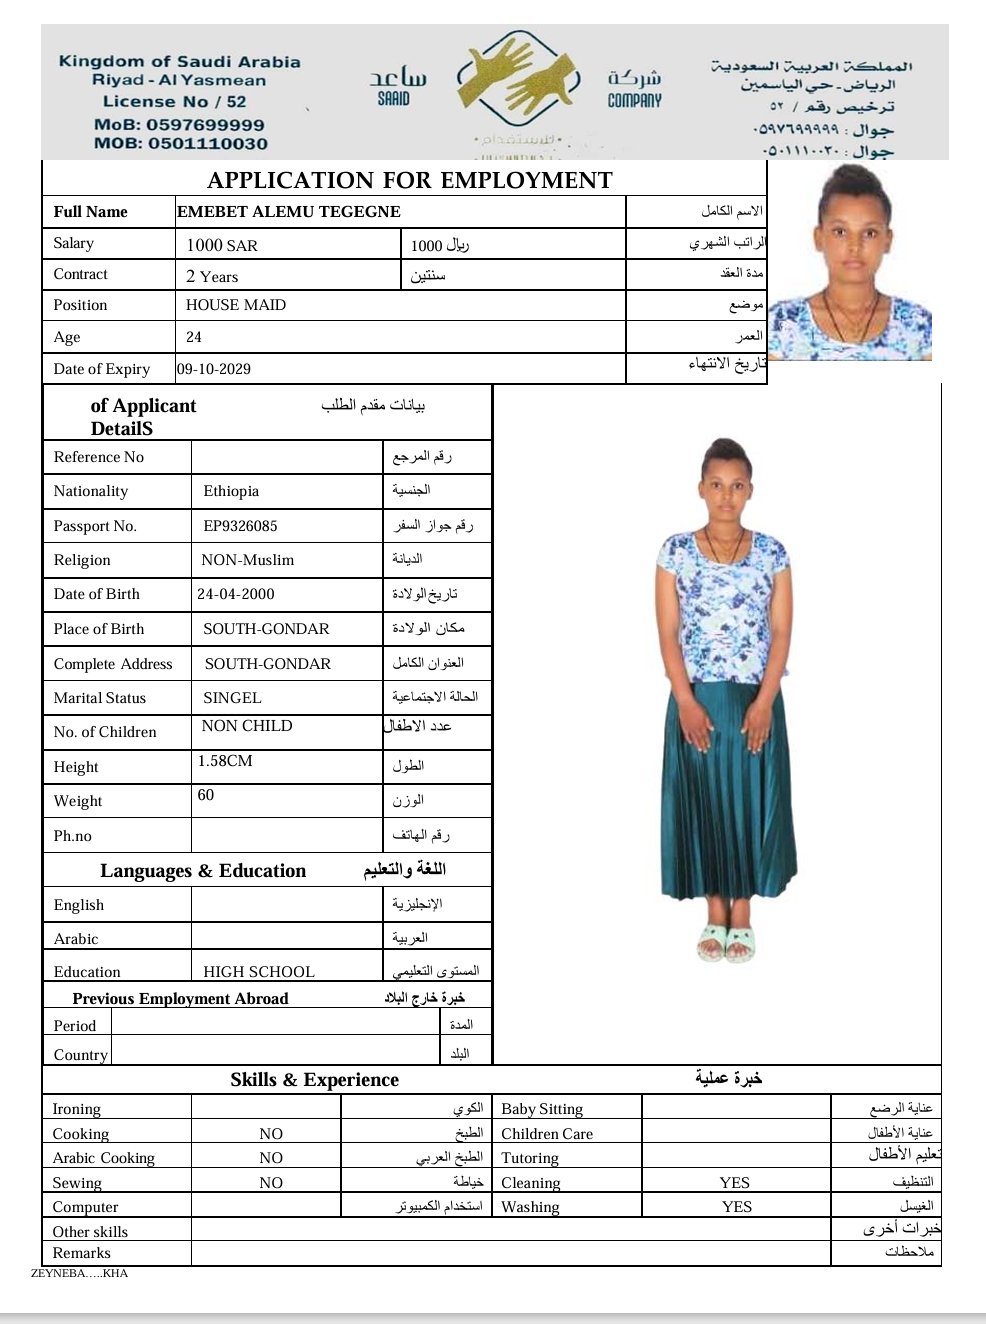 Kingdom of Saudi Arabia
Riyad - Al Yasmean
License No / 52
MoB: 0597699999
MOB: 0501110030
ساعد
SAAID
شركة
COMPANY
للاستقدام
المملكة العربية السعودية
الرياض - حي الياسمين
ترخيص رقم / ٥٢
جوال : ٠٥٩٧٦٩٩٩٩٩
جوال : ٠٥٠١١١٠٠٣٠
APPLICATION FOR EMPLOYMENT
Full Name EMEBET ALEMU TEGEGNE الاسم الكامل
Salary 1000 SAR 1000 ريال الراتب الشهري
Contract 2 Years سنتين مدة العقد
Position HOUSE MAID موضع
Age 24 العمر
Date of Expiry 09-10-2029 تاريخ الانتهاء
of Applicant بيانات مقدم الطلب
DetailS
Reference No رقم المرجع
Nationality Ethiopia الجنسية
Passport No. EP9326085 رقم جواز السفر
Religion NON-Muslim الديانة
Date of Birth 24-04-2000 تاريخ الولادة
Place of Birth SOUTH-GONDAR مكان الولادة
Complete Address SOUTH-GONDAR العنوان الكامل
Marital Status SINGEL الحالة الاجتماعية
No. of Children NON CHILD عدد الاطفال
Height 1.58CM الطول
Weight 60 الوزن
Ph.no رقم الهاتف
Languages & Education اللغة والتعليم
English الإنجليزية
Arabic العربية
Education HIGH SCHOOL المستوى التعليمي
Previous Employment Abroad خبرة خارج البلاد
Period المدة
Country البلد
Skills & Experience خبرة عملية
Ironing الكوي Baby Sitting عناية الرضع
Cooking NO الطبخ Children Care عناية الأطفال
Arabic Cooking NO الطبخ العربي Tutoring تعليم الأطفال
Sewing NO خياطة Cleaning YES التنظيف
Computer استخدام الكمبيوتر Washing YES الغيسل
Other skills خبرات أخرى
Remarks ملاحظات
ZEYNEBA.....KHA